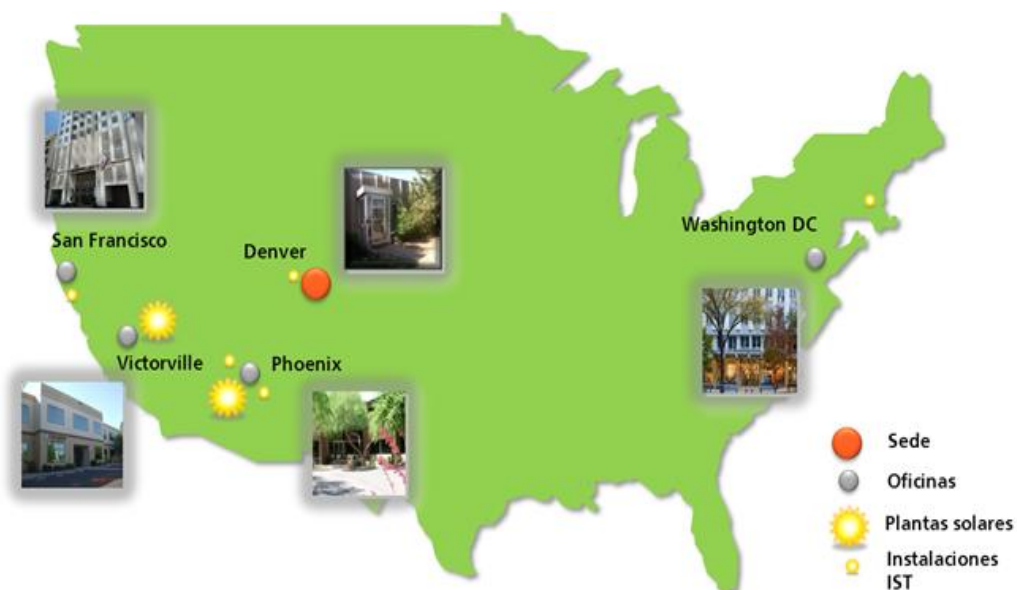 San Francisco
Denver
Washington DC
Victorville
Phoenix
Sede
Oficinas
Plantas solares
Instalaciones
IST